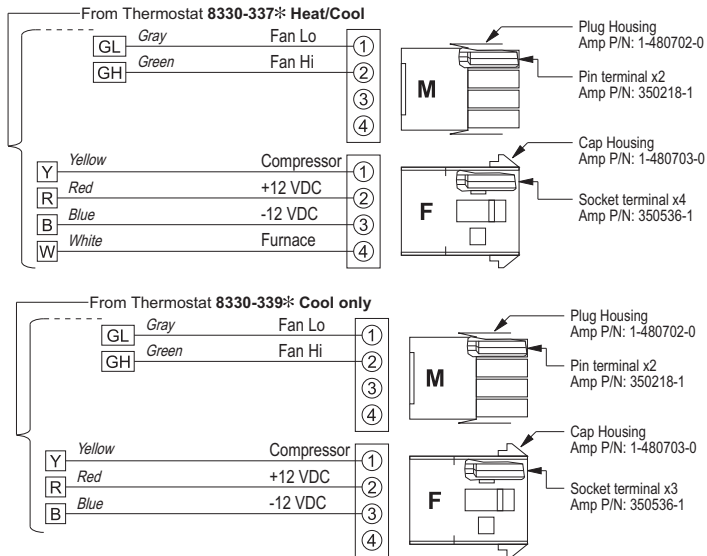 From Thermostat 8330-337* Heat/Cool
GL Gray Fan Lo 1
GH Green Fan Hi 2
3
4
Y Yellow Compressor 1
R Red +12 VDC 2
B Blue -12 VDC 3
W White Furnace 4
M
Plug Housing
Amp P/N: 1-480702-0
Pin terminal x2
Amp P/N: 350218-1
F
Cap Housing
Amp P/N: 1-480703-0
Socket terminal x4
Amp P/N: 350536-1
From Thermostat 8330-339* Cool only
GL Gray Fan Lo 1
GH Green Fan Hi 2
3
4
Y Yellow Compressor 1
R Red +12 VDC 2
B Blue -12 VDC 3
4
M
Plug Housing
Amp P/N: 1-480702-0
Pin terminal x2
Amp P/N: 350218-1
F
Cap Housing
Amp P/N: 1-480703-0
Socket terminal x3
Amp P/N: 350536-1